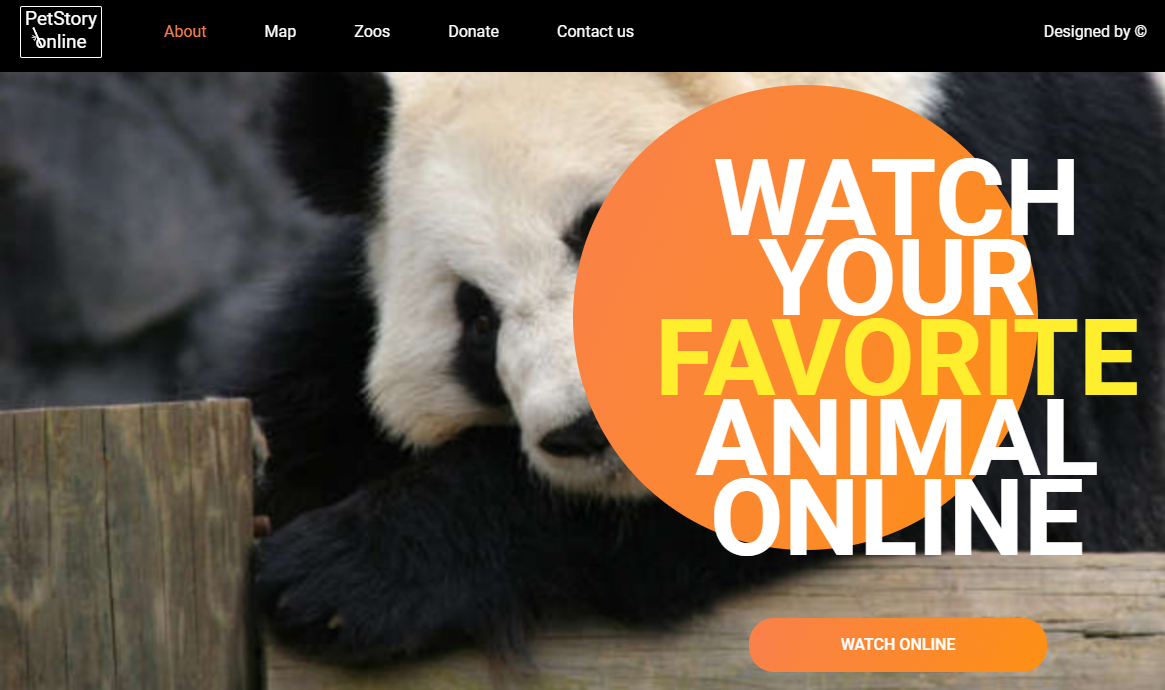 PetStory
online
About Map Zoos Donate Contact us Designed by ©
WATCH
YOUR
FAVORITE
ANIMAL
ONLINE
WATCH ONLINE